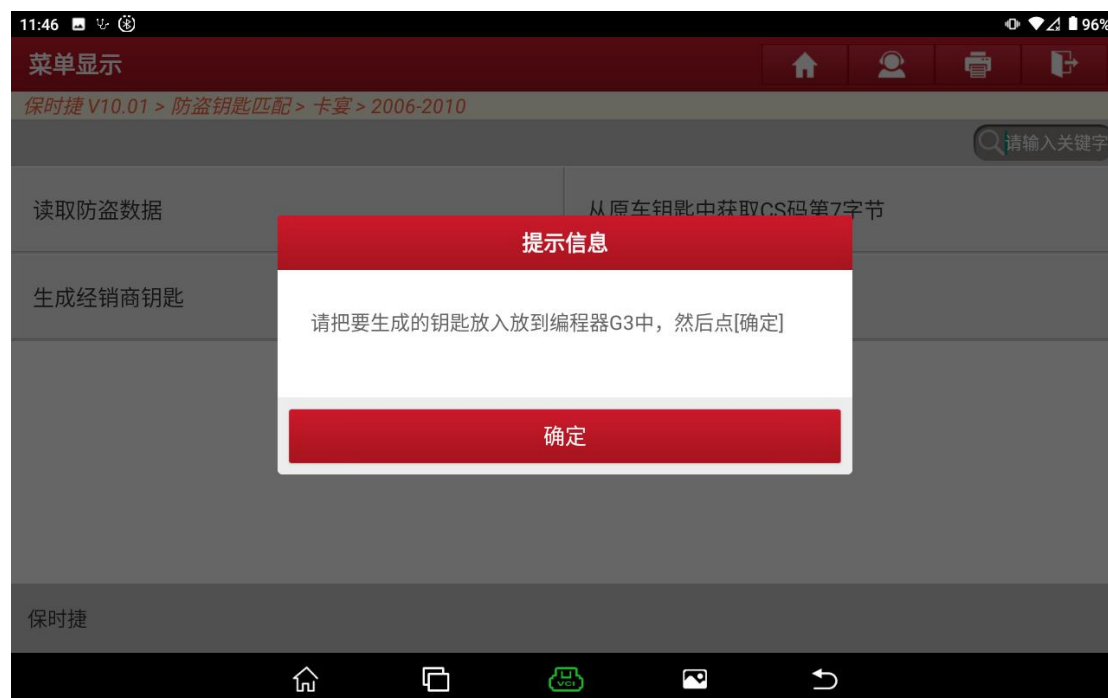 11:46 96%
菜单显示
保时捷 V10.01 > 防盗钥匙匹配 > 卡宴 > 2006-2010
请输入关键字
读取防盗数据 从原车钥匙中获取CS码第7字节
提示信息
生成经销商钥匙
请把要生成的钥匙放入放到编程器G3中，然后点[确定]
确定
保时捷
VCI